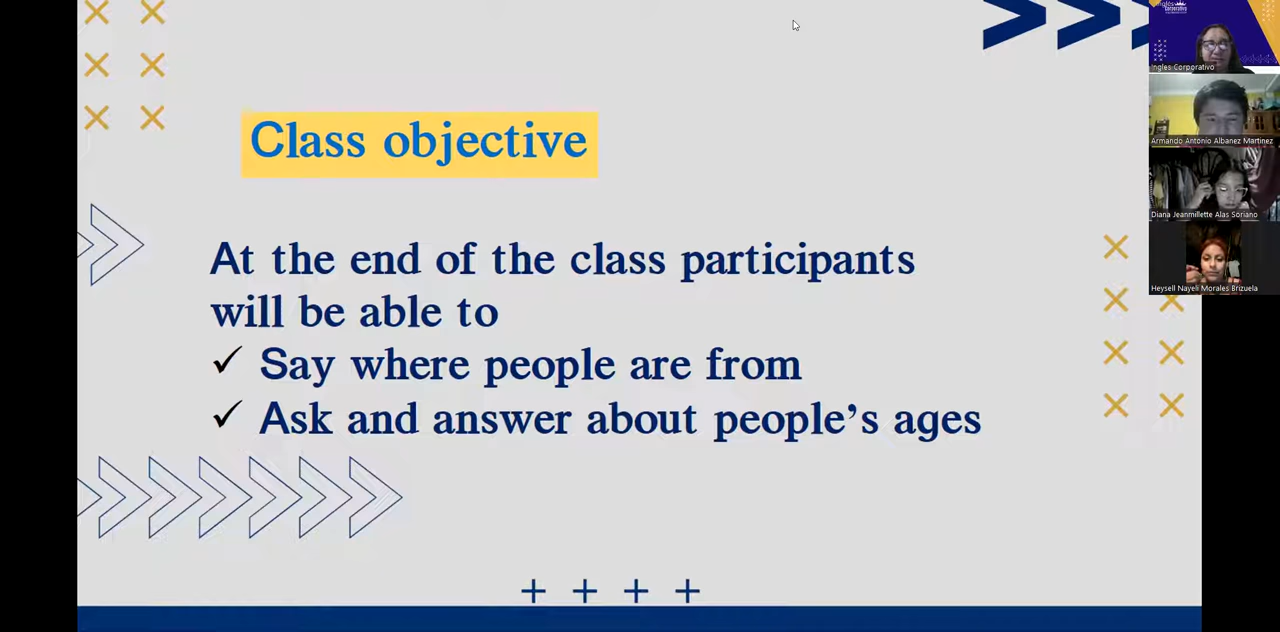 Class objective
At the end of the class participants
will be able to
✓ Say where people are from
✓ Ask and answer about people's ages
Ingles Corporativo
Armando Antonio Albanez Martinez
Diana Jeanmillette Alas Soriano
Heysell Nayeli Morales Brizuela